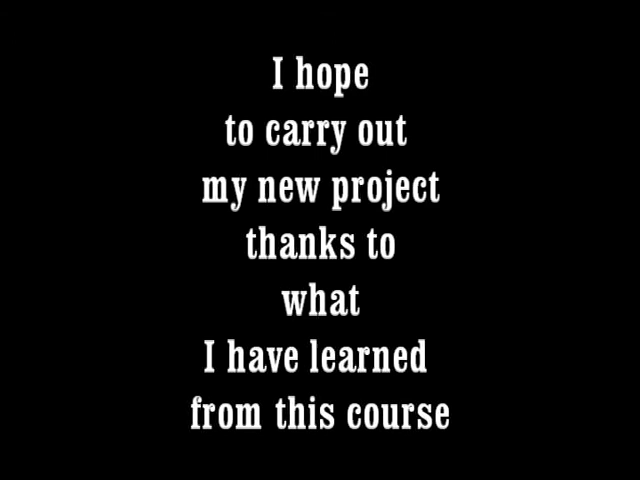 I hope
to carry out
my new project
thanks to
what
I have learned
from this course